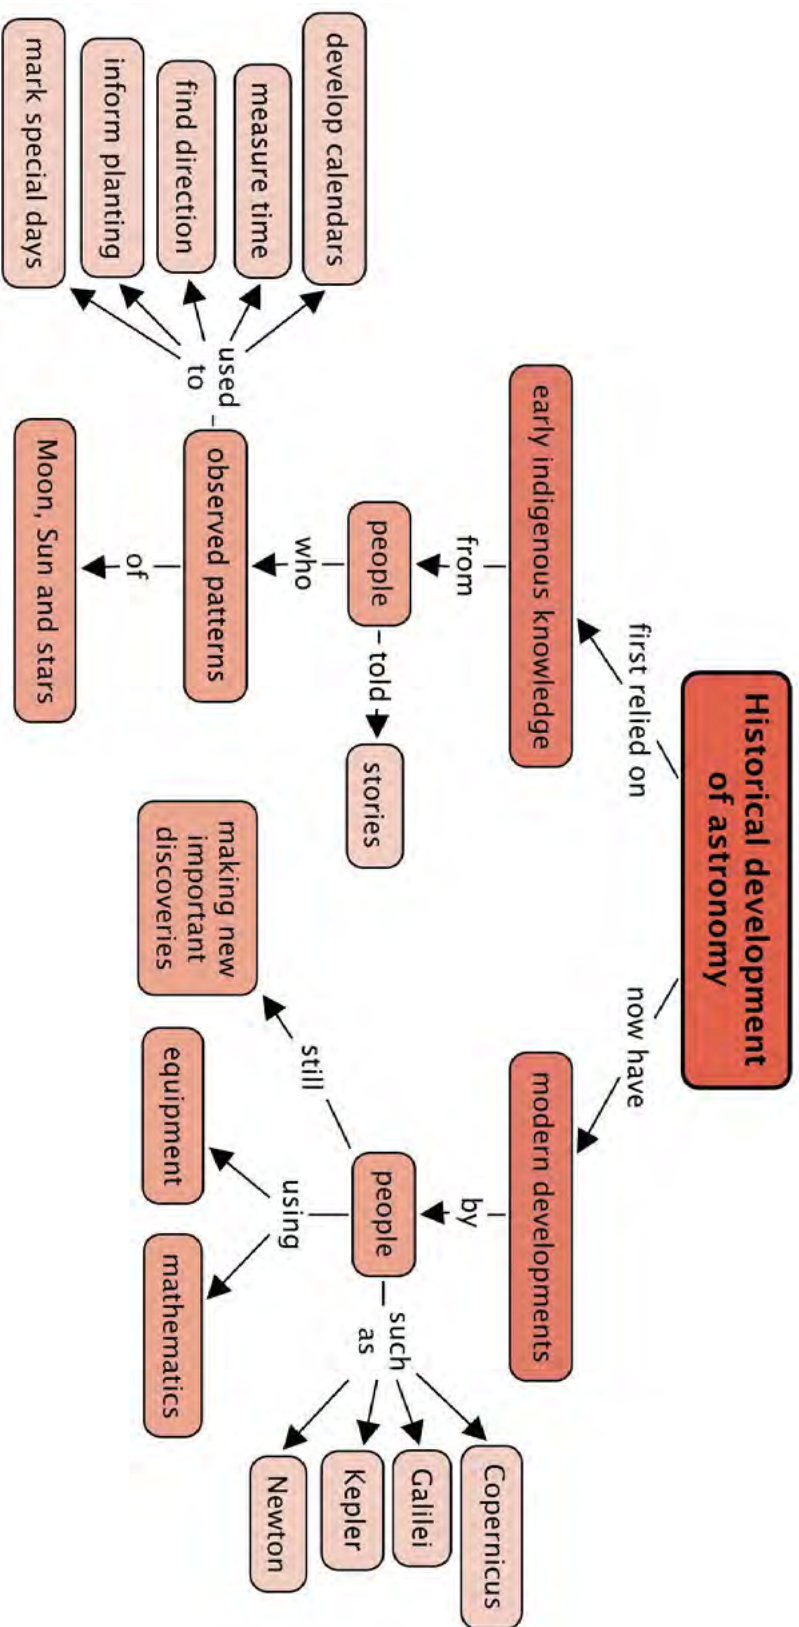 Historical development
of astronomy
first relied on
now have
early indigenous knowledge
modern developments
from
by
people
told
stories
people
such
as
Copernicus
Galilei
Kepler
Newton
who
still
using
develop calendars
measure time
find direction
inform planting
mark special days
used
to
observed patterns
making new
important
discoveries
equipment
mathematics
of
Moon, Sun and stars